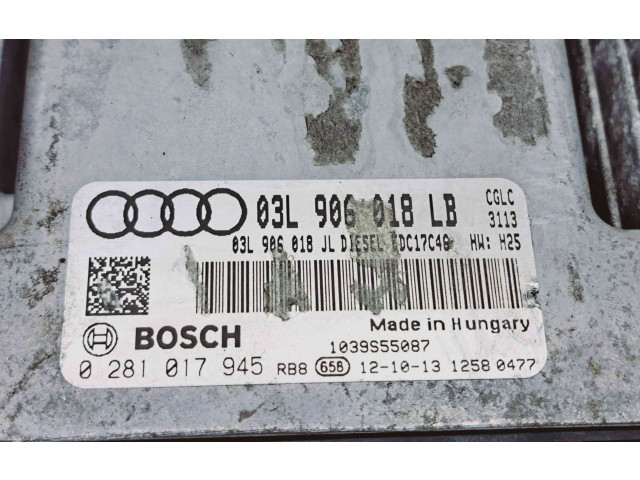 03L 906 018 LB CGLC
3113
03L 906 018 JL DIESEL EDC17C46 HW: H25
BOSCH
Made in Hungary
1039S55087
0 281 017 945 RB8 658 12-10-13 1258 0477